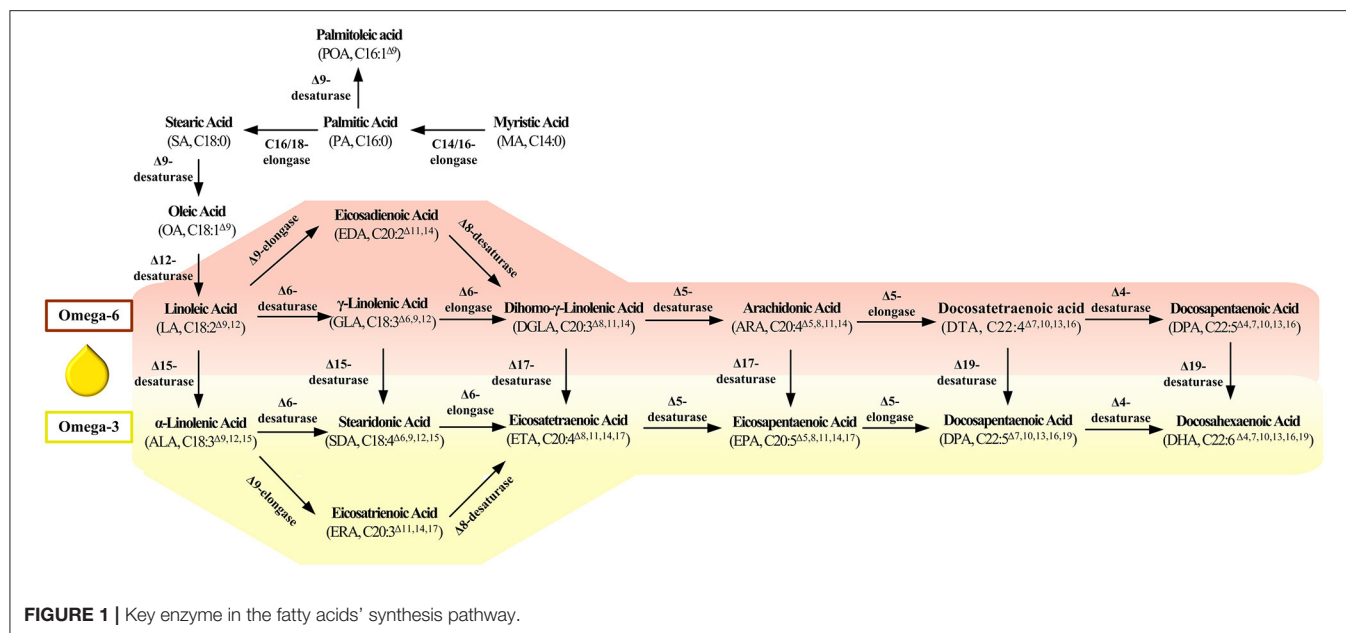 Palmitoleic acid
(POA, C16:1Δ9)
Δ9-
desaturase
Stearic Acid
(SA, C18:0)
C16/18-
elongase
Palmitic Acid
(PA, C16:0)
C14/16-
elongase
Myristic Acid
(MA, C14:0)
Δ9-
desaturase
Oleic Acid
(OA, C18:1Δ9)
Δ12-
desaturase
Δ9-elongase
Eicosadienoic Acid
(EDA, C20:2Δ11,14)
Δ8-desaturase
Omega-6
Linoleic Acid
(LA, C18:2Δ9,12)
Δ6-
desaturase
γ-Linolenic Acid
(GLA, C18:3Δ6,9,12)
Δ6-
elongase
Dihomo-γ-Linolenic Acid
(DGLA, C20:3Δ8,11,14)
Δ5-
desaturase
Arachidonic Acid
(ARA, C20:4Δ5,8,11,14)
Δ5-
elongase
Docosatetraenoic acid
(DTA, C22:4Δ7,10,13,16)
Δ4-
desaturase
Docosapentaenoic Acid
(DPA, C22:5Δ4,7,10,13,16)
Δ15-
desaturase
Δ15-
desaturase
Δ17-
desaturase
Δ17-
desaturase
Δ19-
desaturase
Δ19-
desaturase
Omega-3
α-Linolenic Acid
(ALA, C18:3Δ9,12,15)
Δ6-
desaturase
Stearidonic Acid
(SDA, C18:4Δ6,9,12,15)
Δ6-
elongase
Eicosatetraenoic Acid
(ETA, C20:4Δ8,11,14,17)
Δ5-
desaturase
Eicosapentaenoic Acid
(EPA, C20:5Δ5,8,11,14,17)
Δ5-
elongase
Docosapentaenoic Acid
(DPA, C22:5Δ7,10,13,16,19)
Δ4-
desaturase
Docosahexaenoic Acid
(DHA, C22:6 Δ4,7,10,13,16,19)
Δ9-elongase
Eicosatrienoic Acid
(ERA, C20:3Δ11,14,17)
Δ8-desaturase
FIGURE 1 | Key enzyme in the fatty acids' synthesis pathway.